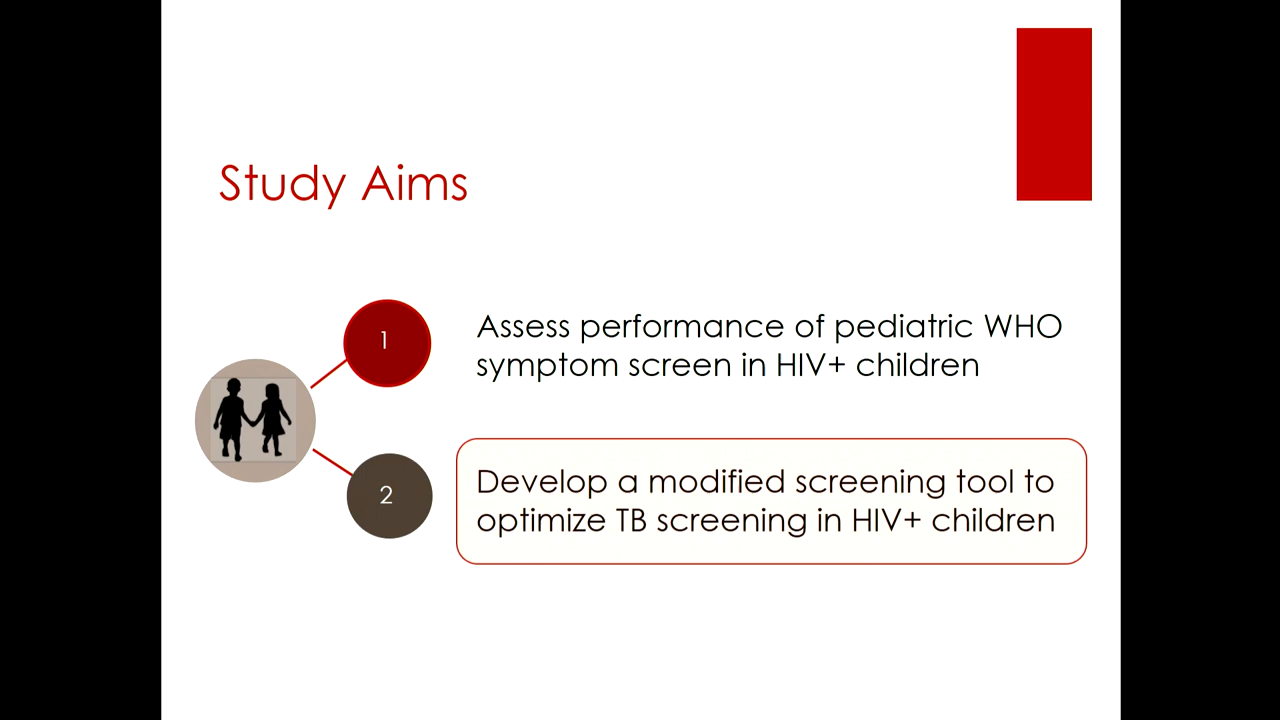 Study Aims
1
Assess performance of pediatric WHO
symptom screen in HIV+ children
2
Develop a modified screening tool to
optimize TB screening in HIV+ children